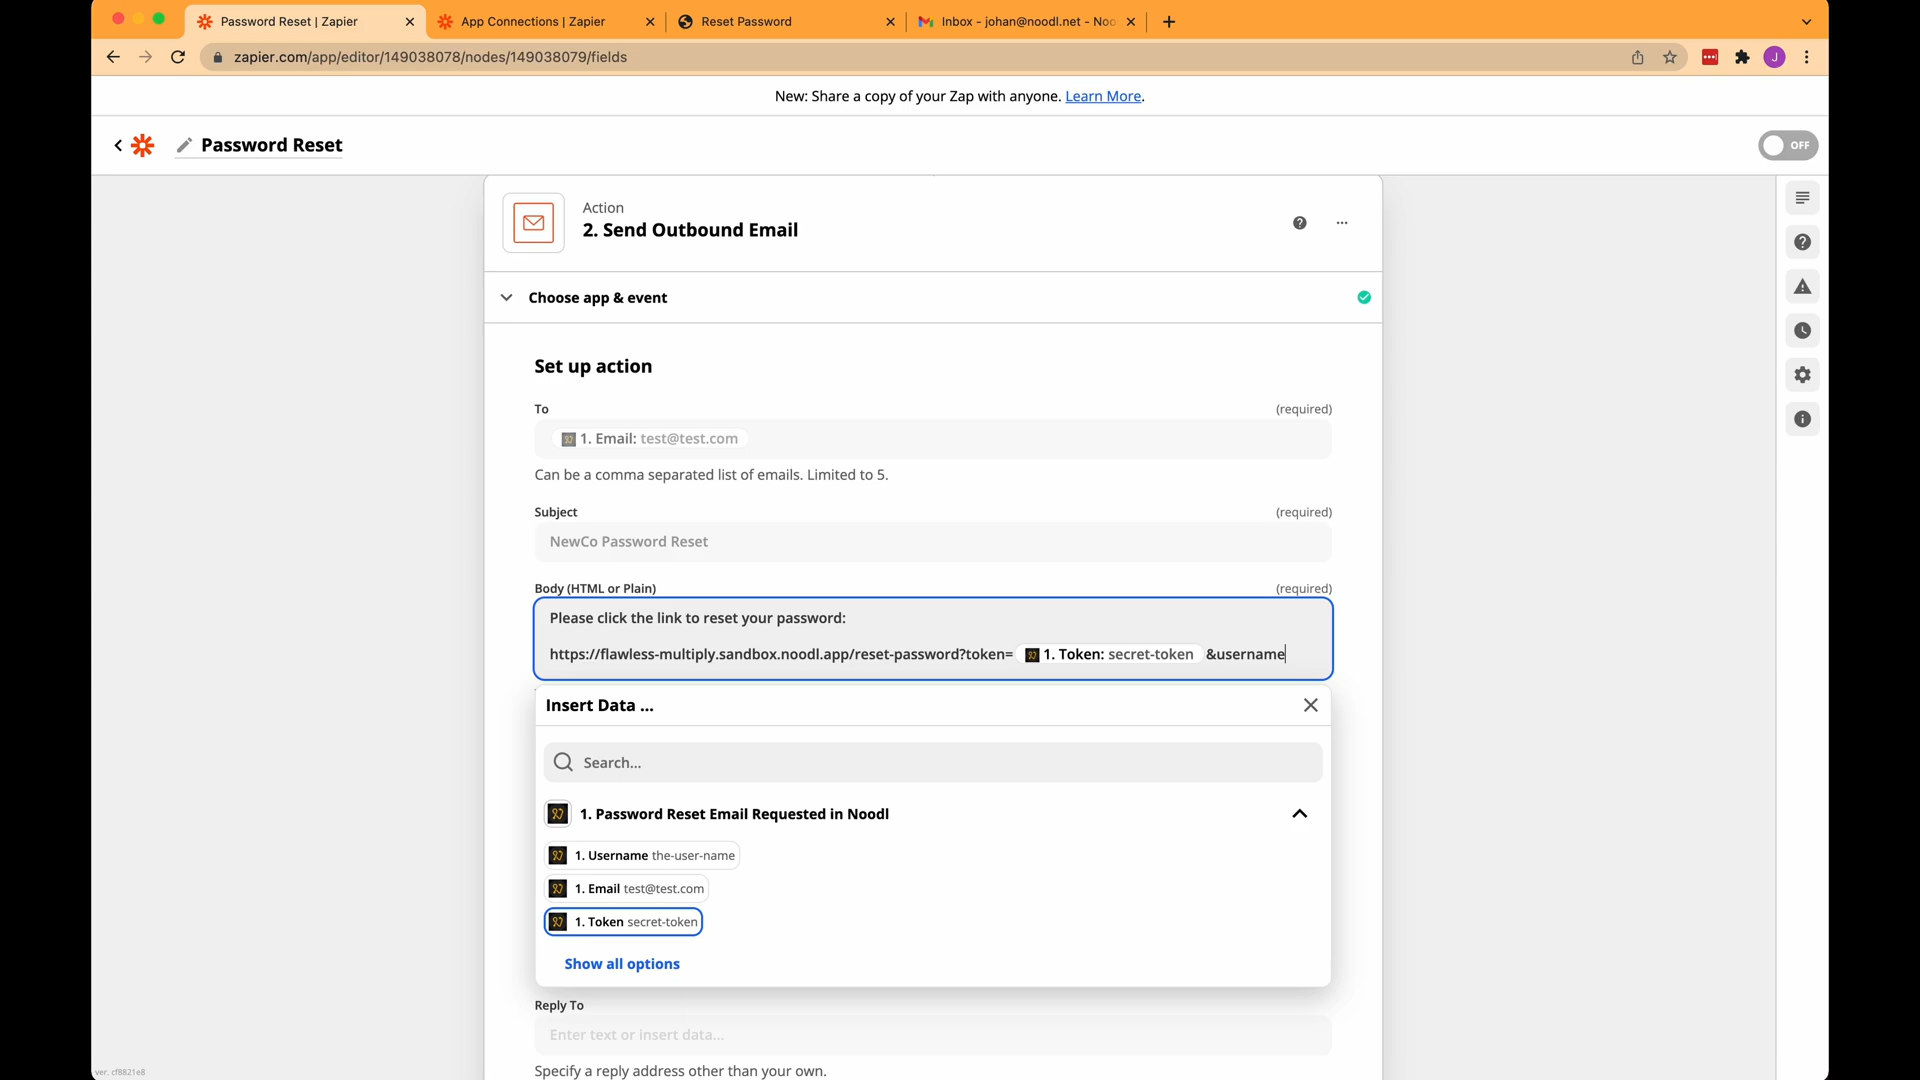 Password Reset | Zapier
App Connections | Zapier
Reset Password
Inbox - johan@noodl.net - Noo
zapier.com/app/editor/149038078/nodes/149038079/fields
J
New: Share a copy of your Zap with anyone. Learn More.
Password Reset
OFF
Action
2. Send Outbound Email
Choose app & event
Set up action
To (required)
1. Email: test@test.com
Can be a comma separated list of emails. Limited to 5.
Subject (required)
NewCo Password Reset
Body (HTML or Plain) (required)
Please click the link to reset your password:
https://flawless-multiply.sandbox.noodl.app/reset-password?token= 1. Token: secret-token &username
Insert Data ...
Search...
1. Password Reset Email Requested in Noodl
1. Username the-user-name
1. Email test@test.com
1. Token secret-token
Show all options
Reply To
Enter text or insert data...
Specify a reply address other than your own.
ver. cf8821e8